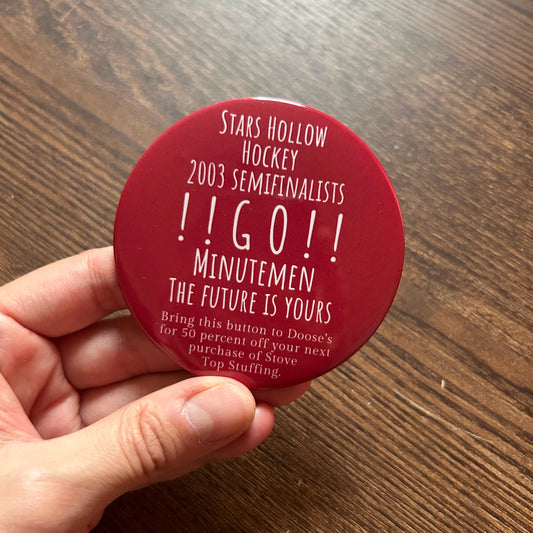 Stars Hollow
Hockey
2003 semifinalists
!!GO!!
Minutemen
The future is yours
Bring this button to Doose's
for 50 percent off your next
purchase of Stove
Top Stuffing.